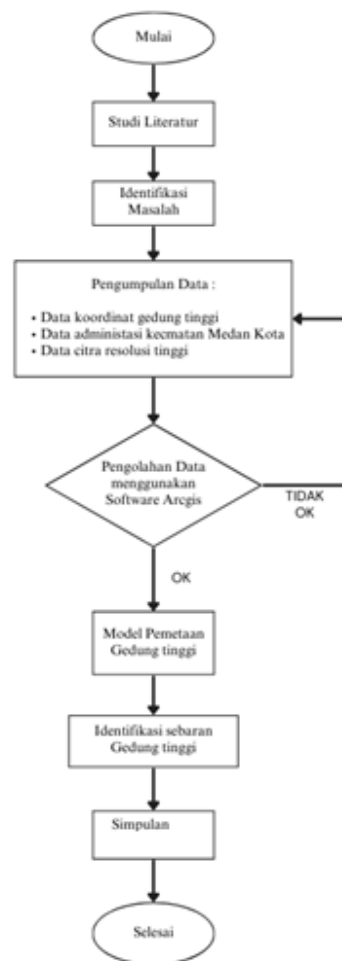 Mulai
Studi Literatur
Identifikasi
Masalah
Pengumpulan Data :
• Data koordinat gedung tinggi
• Data administasi kecmatan Medan Kota
• Data citra resolusi tinggi
Pengolahan Data
menggunakan
Software Arcgis
TIDAK
OK
OK
Model Pemetaan
Gedung tinggi
Identifikasi sebaran
Gedung tinggi
Simpulan
Selesai